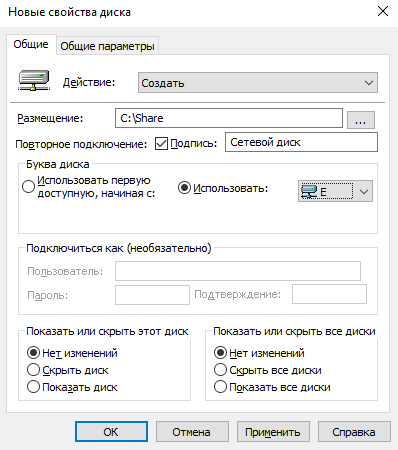 Новые свойства диска
Общие
Общие параметры
Действие:
Создать
Размещение:
C:\Share
...
Повторное подключение:
Подпись:
Сетевой диск
Буква диска
Использовать первую
доступную, начиная с:
Использовать:
E
Подключиться как (необязательно)
Пользователь:
Пароль:
Подтверждение:
Показать или скрыть этот диск
Нет изменений
Скрыть диск
Показать диск
Показать или скрыть все диски
Нет изменений
Скрыть все диски
Показать все диски
ОК
Отмена
Применить
Справка